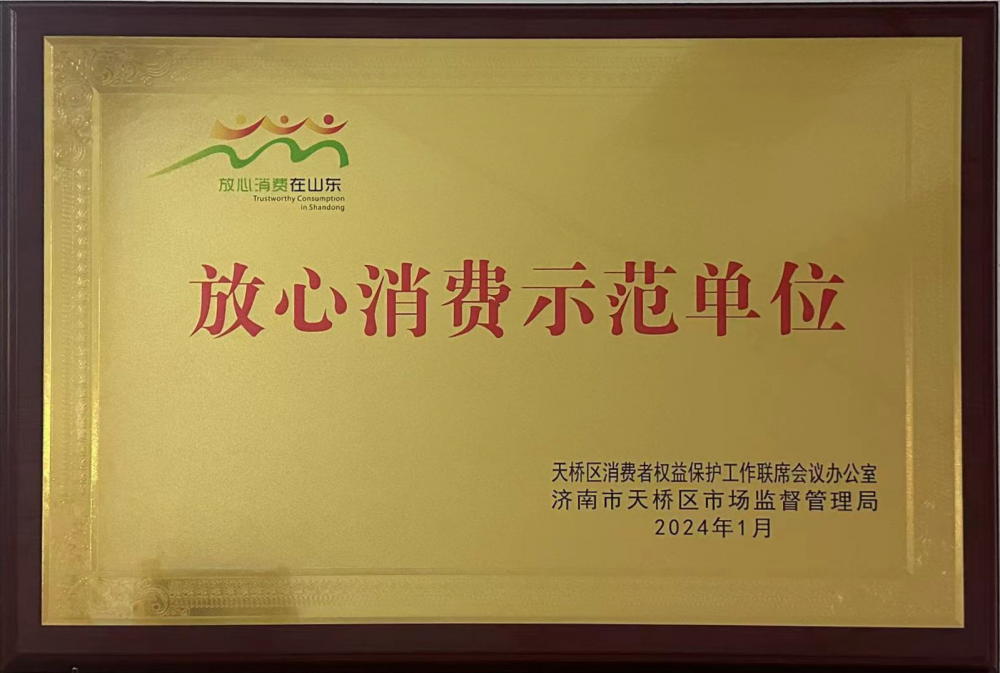 放心消费在山东
Trustworthy Consumption
in Shandong
放心消费示范单位
天桥区消费者权益保护工作联席会议办公室
济南市天桥区市场监督管理局
2024年1月